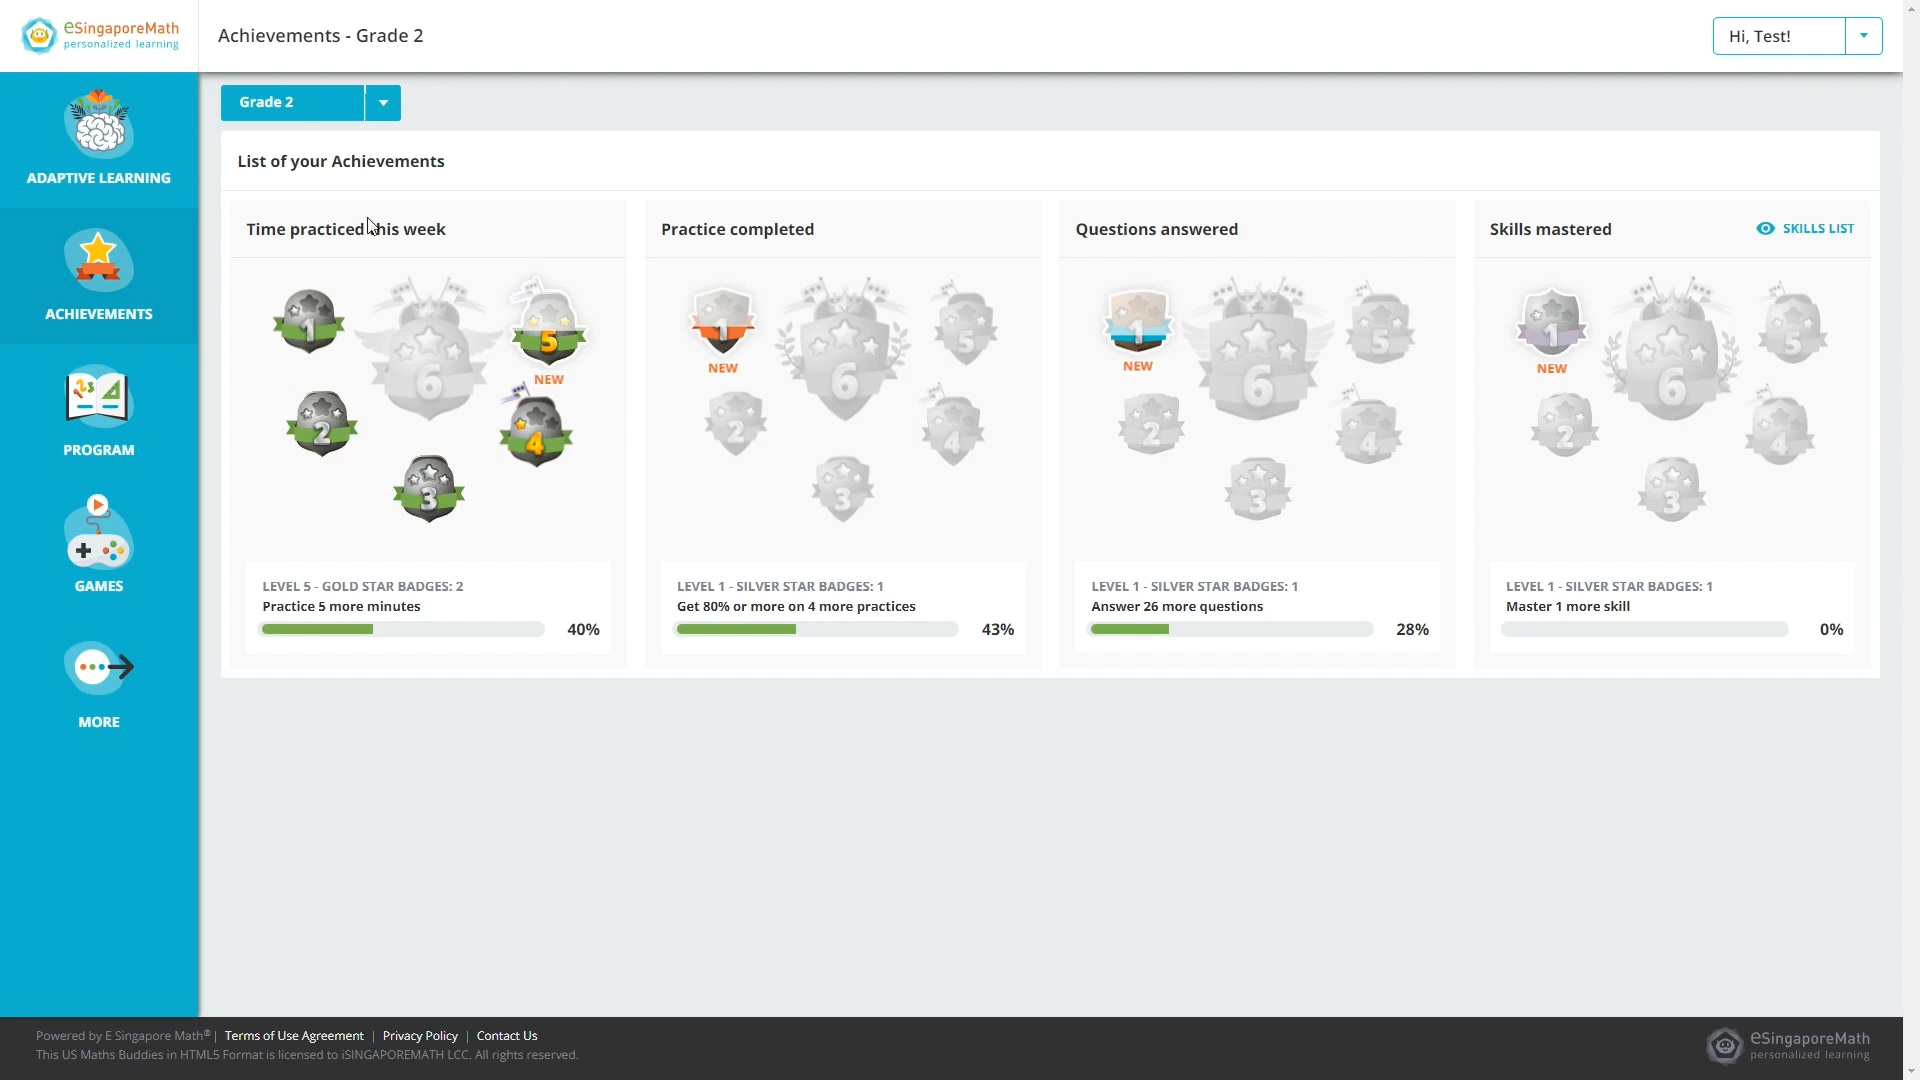 eSingaporeMath
personalized learning
Achievements - Grade 2
Hi, Test!
ADAPTIVE LEARNING
ACHIEVEMENTS
PROGRAM
GAMES
MORE
Grade 2
List of your Achievements
Time practiced this week
1
2
3
4
5
6
NEW
LEVEL 5 - GOLD STAR BADGES: 2
Practice 5 more minutes
40%
Practice completed
1
NEW
2
3
4
5
6
LEVEL 1 - SILVER STAR BADGES: 1
Get 80% or more on 4 more practices
43%
Questions answered
1
NEW
2
3
4
5
6
LEVEL 1 - SILVER STAR BADGES: 1
Answer 26 more questions
28%
Skills mastered
SKILLS LIST
1
NEW
2
3
4
5
6
LEVEL 1 - SILVER STAR BADGES: 1
Master 1 more skill
0%
Powered by E Singapore Math® | Terms of Use Agreement | Privacy Policy | Contact Us
This US Maths Buddies in HTML5 Format is licensed to iSINGAPOREMATH LCC. All rights reserved.
eSingaporeMath
personalized learning